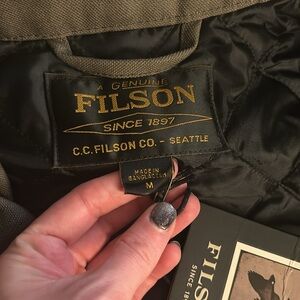 A GENUINE
FILSON
SINCE 1897
C.C. FILSON CO. - SEATTLE
MADE IN
BANGLADESH
M
FILS
SINCE 18